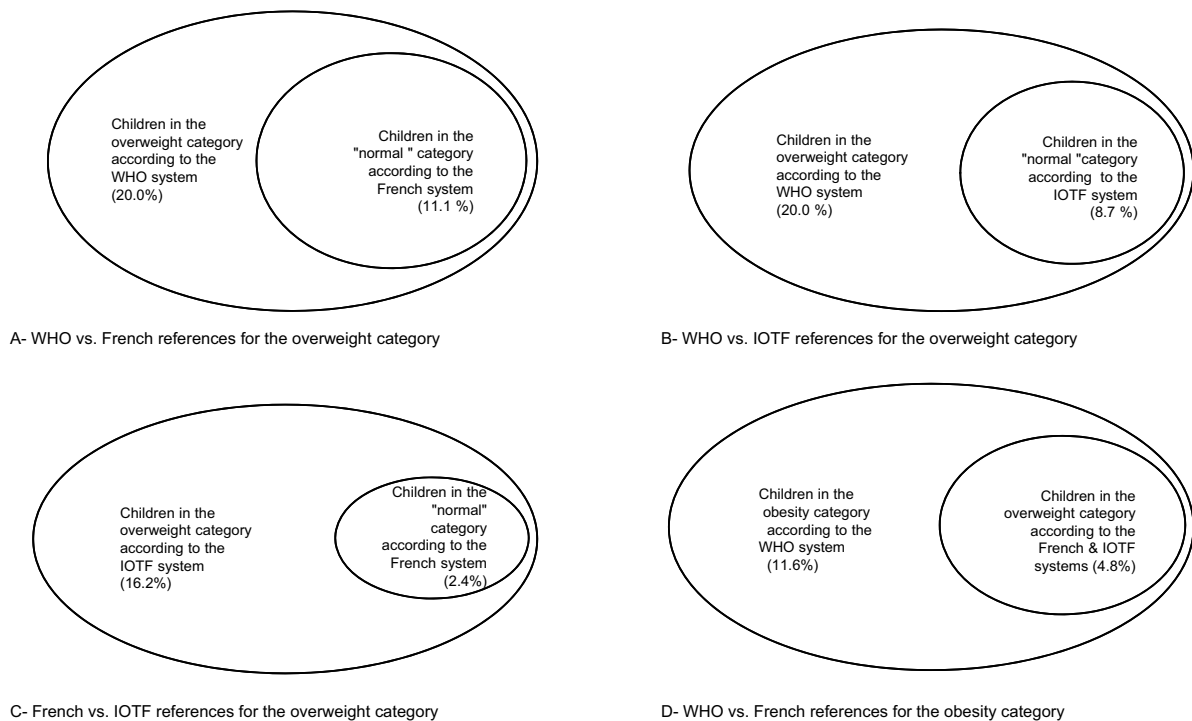 Children in the
overweight category
according to the
WHO system
(20.0%)
Children in the
"normal " category
according to the
French system
(11.1 %)
A- WHO vs. French references for the overweight category
Children in the
overweight category
according to the
WHO system
(20.0 %)
Children in the
"normal "category
according to the
IOTF system
(8.7 %)
B- WHO vs. IOTF references for the overweight category
Children in the
overweight category
according to the
IOTF system
(16.2%)
Children in the
"normal"
category
according to the
French system
(2.4%)
C- French vs. IOTF references for the overweight category
Children in the
obesity category
according to the
WHO system
(11.6%)
Children in the
overweight category
according to the
French & IOTF
systems (4.8%)
D- WHO vs. French references for the obesity category